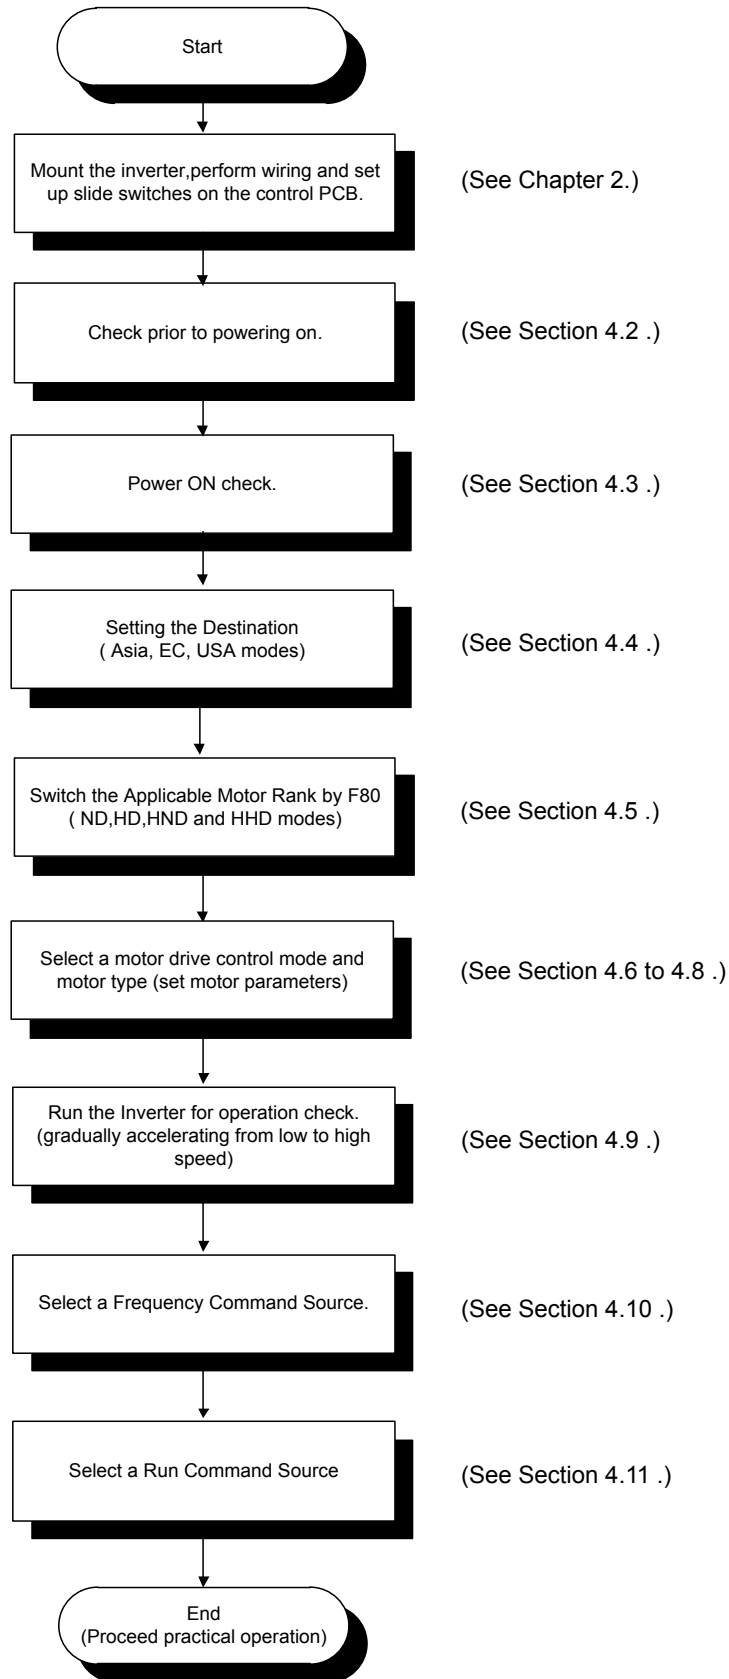 Start
Mount the inverter,perform wiring and set
up slide switches on the control PCB.
(See Chapter 2.)
Check prior to powering on.
(See Section 4.2 .)
Power ON check.
(See Section 4.3 .)
Setting the Destination
( Asia, EC, USA modes)
(See Section 4.4 .)
Switch the Applicable Motor Rank by F80
( ND,HD,HND and HHD modes)
(See Section 4.5 .)
Select a motor drive control mode and
motor type (set motor parameters)
(See Section 4.6 to 4.8 .)
Run the Inverter for operation check.
(gradually accelerating from low to high
speed)
(See Section 4.9 .)
Select a Frequency Command Source.
(See Section 4.10 .)
Select a Run Command Source
(See Section 4.11 .)
End
(Proceed practical operation)